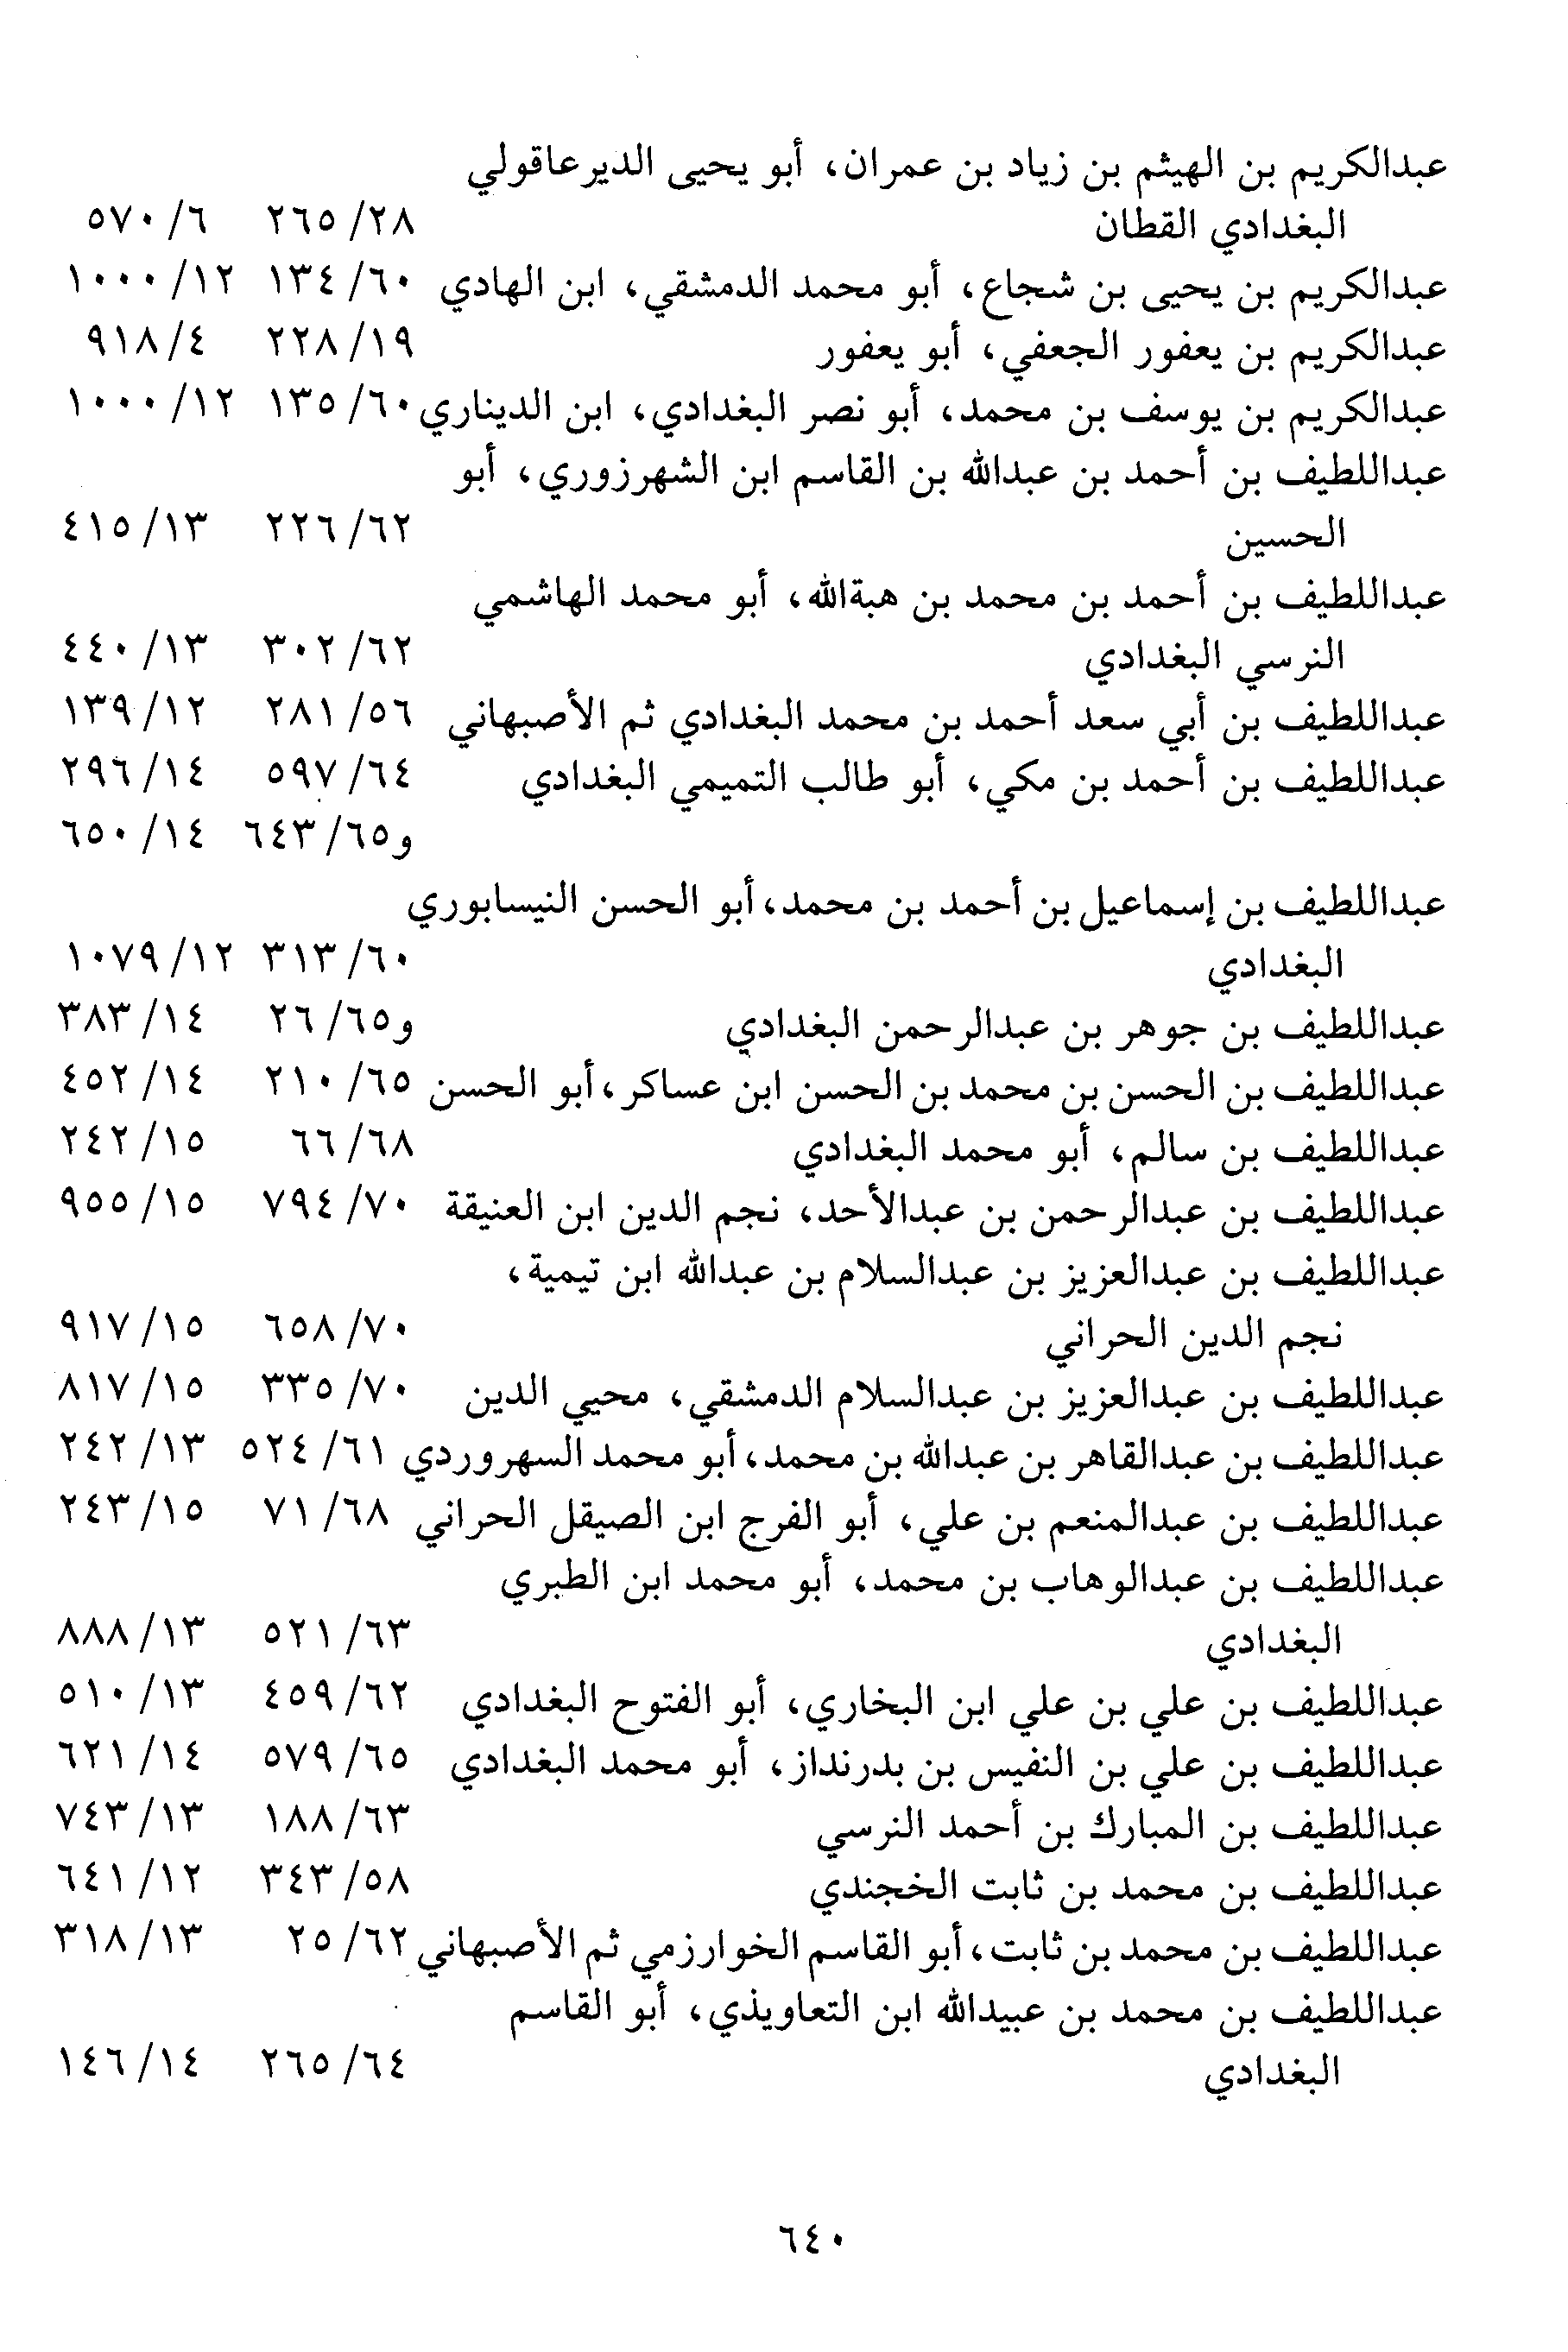 عبدالكريم بن الهيثم بن زياد بن عمران، أبو يحيى الديرعاقولي
البغدادي القطان ٢٨/ ٢٦٥ ٦/ ٥٧٠
عبدالكريم بن يحيى بن شجاع، أبو محمد الدمشقي، ابن الهادي ٦٠/ ١٣٤ ١٢/ ١٠٠٠
عبدالكريم بن يعفور الجعفي، أبو يعفور ١٩/ ٢٢٨ ٤/ ٩١٨
عبدالكريم بن يوسف بن محمد، أبو نصر البغدادي، ابن الديناري ٦٠/ ١٣٥ ١٢/ ١٠٠٠
عبداللطيف بن أحمد بن عبدالله بن القاسم ابن الشهرزوري، أبو
الحسين ٦٢/ ٢٢٦ ١٣/ ٤١٥
عبداللطيف بن أحمد بن محمد بن هبةالله، أبو محمد الهاشمي
النرسي البغدادي ٦٢/ ٣٠٢ ١٣/ ٤٤٠
عبداللطيف بن أبي سعد أحمد بن محمد البغدادي ثم الأصبهاني ٥٦/ ٢٨١ ١٢/ ١٣٩
عبداللطيف بن أحمد بن مكي، أبو طالب التميمي البغدادي ٦٤/ ٥٩٧ ١٤/ ٢٩٦
و٦٥/ ٦٤٣ ١٤/ ٦٥٠
عبداللطيف بن إسماعيل بن أحمد بن محمد، أبو الحسن النيسابوري
البغدادي ٦٠/ ٣١٣ ١٢/ ١٠٧٩
عبداللطيف بن جوهر بن عبدالرحمن البغدادي و٦٥/ ٢٦ ١٤/ ٣٨٣
عبداللطيف بن الحسن بن محمد بن الحسن ابن عساكر، أبو الحسن ٦٥/ ٢١٠ ١٤/ ٤٥٢
عبداللطيف بن سالم، أبو محمد البغدادي ٦٨/ ٦٦ ١٥/ ٢٤٢
عبداللطيف بن عبدالرحمن بن عبدالأحد، نجم الدين ابن العنيقة ٧٠/ ٧٩٤ ١٥/ ٩٥٥
عبداللطيف بن عبدالعزيز بن عبدالسلام بن عبدالله ابن تيمية،
نجم الدين الحراني ٧٠/ ٦٥٨ ١٥/ ٩١٧
عبداللطيف بن عبدالعزيز بن عبدالسلام الدمشقي، محيي الدين ٧٠/ ٣٣٥ ١٥/ ٨١٧
عبداللطيف بن عبدالقاهر بن عبدالله بن محمد، أبو محمد السهروردي ٦١/ ٥٢٤ ١٣/ ٢٤٢
عبداللطيف بن عبدالمنعم بن علي، أبو الفرج ابن الصيقل الحراني ٦٨/ ٧١ ١٥/ ٢٤٣
عبداللطيف بن عبدالوهاب بن محمد، أبو محمد ابن الطبري
البغدادي ٦٣/ ٥٢١ ١٣/ ٨٨٨
عبداللطيف بن علي بن علي ابن البخاري، أبو الفتوح البغدادي ٦٢/ ٤٥٩ ١٣/ ٥١٠
عبداللطيف بن علي بن النفيس بن بدرنداز، أبو محمد البغدادي ٦٥/ ٥٧٩ ١٤/ ٦٢١
عبداللطيف بن المبارك بن أحمد النرسي ٦٣/ ١٨٨ ١٣/ ٧٤٣
عبداللطيف بن محمد بن ثابت الخجندي ٥٨/ ٣٤٣ ١٢/ ٦٤١
عبداللطيف بن محمد بن ثابت، أبو القاسم الخوارزمي ثم الأصبهاني ٦٢/ ٢٥ ١٣/ ٣١٨
عبداللطيف بن محمد بن عبيدالله ابن التعاويذي، أبو القاسم
البغدادي ٦٤/ ٢٦٥ ١٤/ ١٤٦
٦٤٠